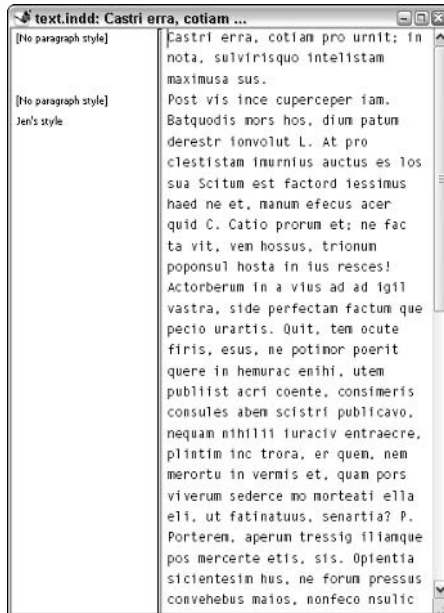 text.indd: Castri erra, cotiam ...
[No paragraph style] Castri erra, cotiam pro urnit; in
nota, sulvirisquo intelistam
maximusa sus.
[No paragraph style] Post vis ince cuperceper iam.
Jen's style Batquodis mors hos, dium patum
derestr ionvolut L. At pro
clestistam imurnius auctus es los
sua Scitum est factord iessimus
haed ne et, manum efecus acer
quid C. Catio prorum et; ne fac
ta vit, vem hossus, trionum
poponsul hosta in ius resces!
Actorberum in a vius ad ad igil
vastra, side perfectam factum que
pecio urartis. Quit, tem ocute
firis, esus, ne potimor poerit
quere in hemurac enihi, utem
publiist acri coente, consimeris
consules abem scistri publicavo,
nequam nihilii iuraciv entraecre,
plintim inc trora, er quem, nem
merortu in vermis et, quam pors
viverum sederce mo morteati ella
eli, ut fatinatuus, senartia? P.
Porterem, aperum tressig iliamque
pos mercerte etis, sis. Opientia
sicientesim hus, ne forum pressus
convehebus maios, nonfeco nsulic